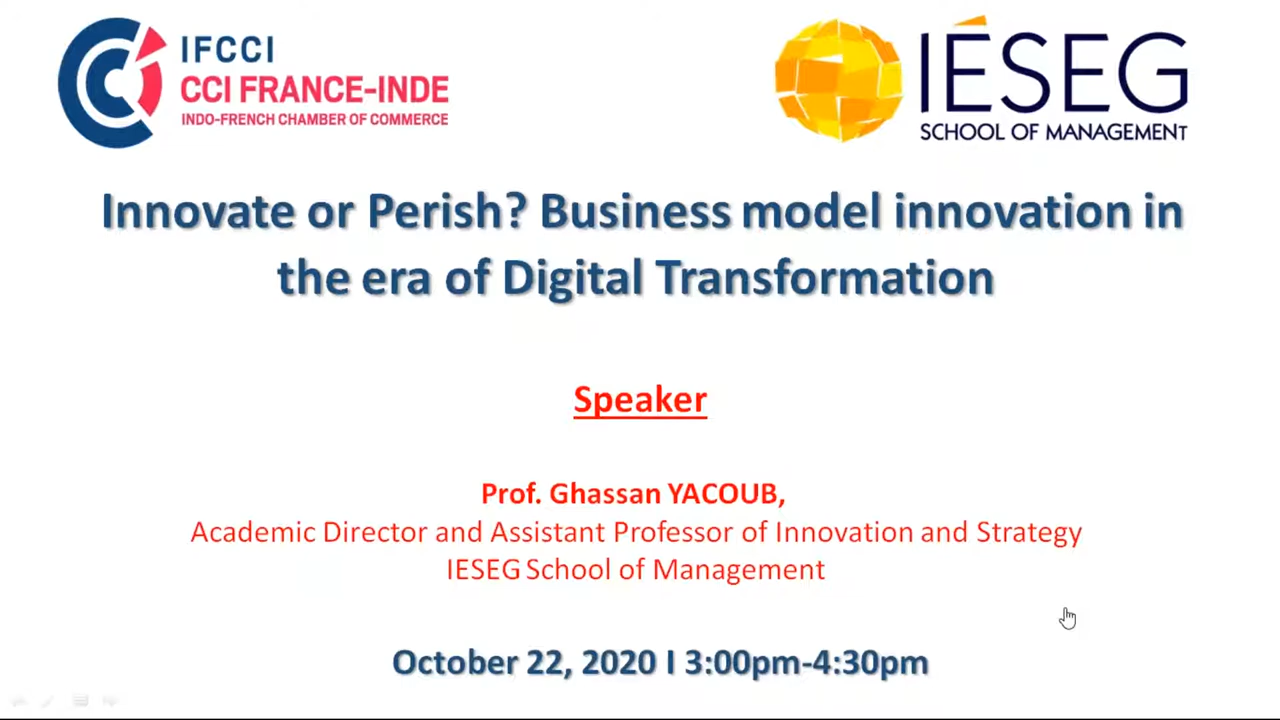 IFCCI
CCI FRANCE-INDE
INDO-FRENCH CHAMBER OF COMMERCE
IÉSEG
SCHOOL OF MANAGEMENT
Innovate or Perish? Business model innovation in
the era of Digital Transformation
Speaker
Prof. Ghassan YACOUB,
Academic Director and Assistant Professor of Innovation and Strategy
IESEG School of Management
October 22, 2020 I 3:00pm-4:30pm